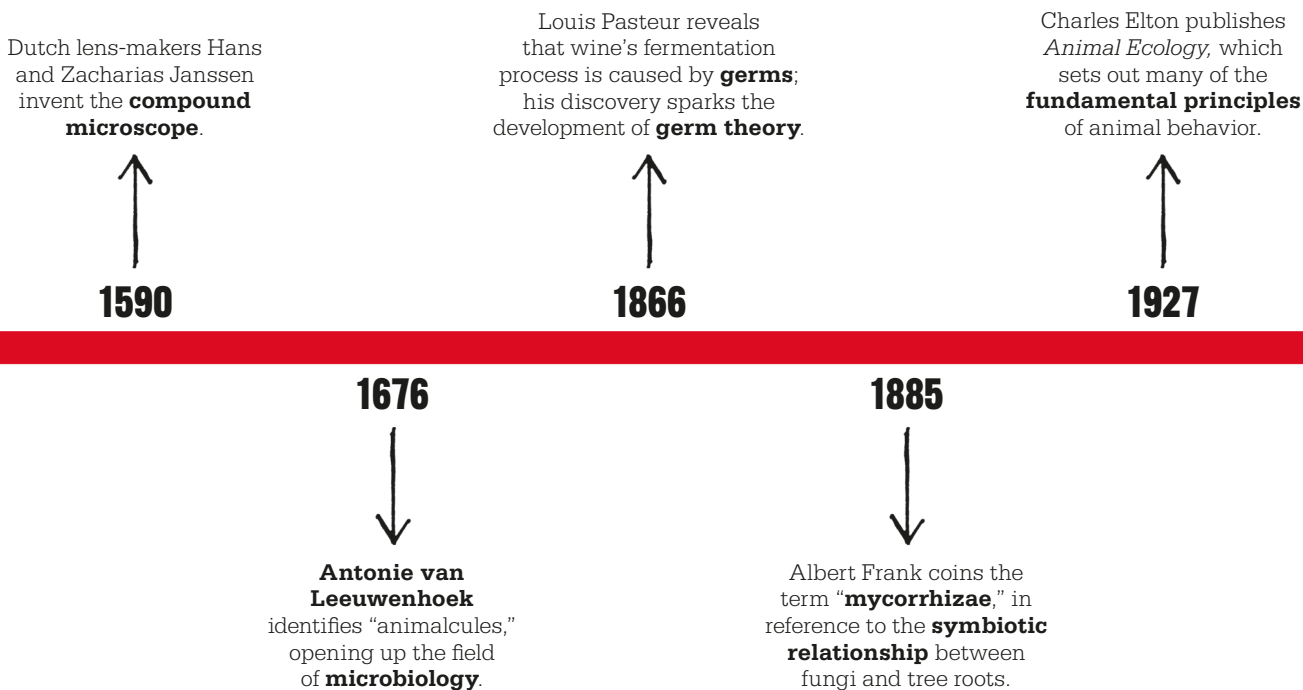 Dutch lens-makers Hans
and Zacharias Janssen
invent the compound
microscope.
1590
Antonie van
Leeuwenhoek
identifies “animalcules,”
opening up the field
of microbiology.
1676
Louis Pasteur reveals
that wine’s fermentation
process is caused by germs;
his discovery sparks the
development of germ theory.
1866
Albert Frank coins the
term “mycorrhizae,” in
reference to the symbiotic
relationship between
fungi and tree roots.
1885
Charles Elton publishes
Animal Ecology, which
sets out many of the
fundamental principles
of animal behavior.
1927